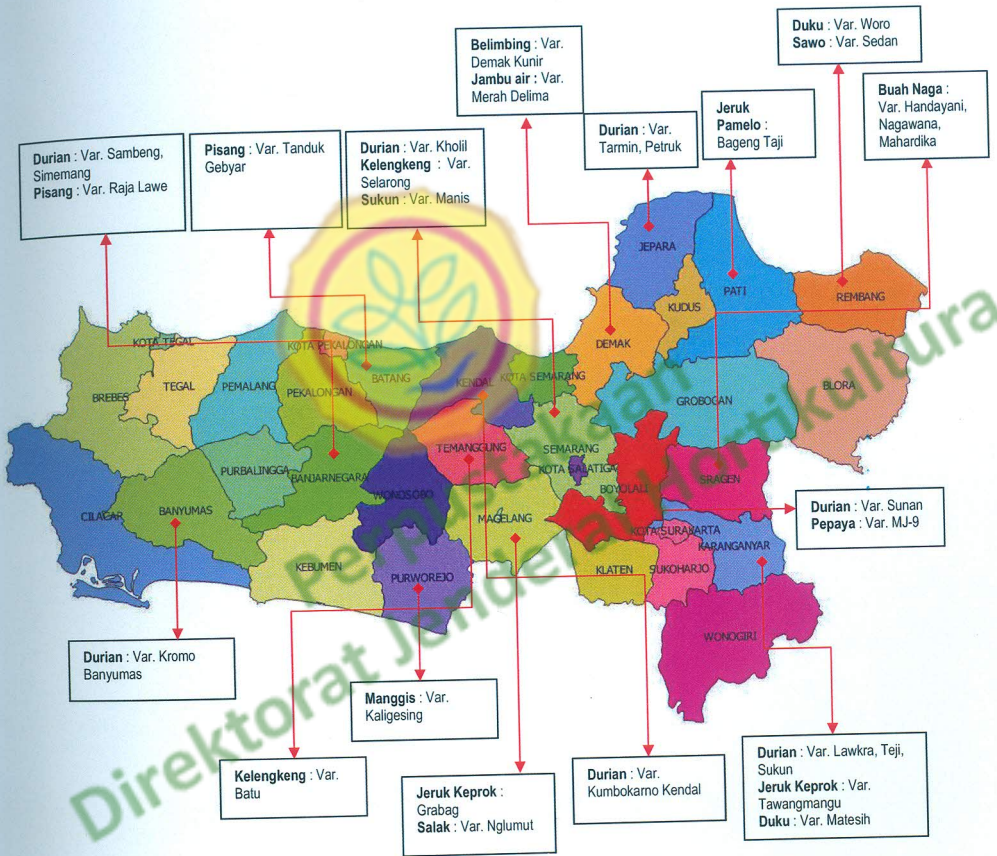 Duku : Var. Woro
Sawo : Var. Sedan
Belimbing : Var.
Demak Kunir
Jambu air : Var.
Merah Delima
Buah Naga :
Var. Handayani,
Nagawana,
Mahardika
Jeruk
Pamelo :
Bageng Taji
Durian : Var.
Tarmin, Petruk
Durian : Var. Sambeng,
Simemang
Pisang : Var. Raja Lawe
Pisang : Var. Tanduk
Gebyar
Durian : Var. Kholil
Kelengkeng : Var.
Selarong
Sukun : Var. Manis
JEPARA
PATI
KUDUS
REMBANG
DEMAK
KOTA TEGAL
KOTA PEKALONGAN
TEGAL
PEMALANG
PEKALONGAN
BATANG
KENDAL
KOTA SEMARANG
BREBES
GROBOGAN
BLORA
TEMANGGUNG
SEMARANG
KOTA SALATIGA
PURBALINGGA
BANJARNEGARA
WONOSOBO
BOYOLALI
SRAGEN
CILACAP
BANYUMAS
MAGELANG
KOTA SURAKARTA
KARANGANYAR
KEBUMEN
PURWOREJO
KLATEN
SUKOHARJO
WONOGIRI
Durian : Var. Sunan
Pepaya : Var. MJ-9
Durian : Var. Kromo
Banyumas
Manggis : Var.
Kaligesing
Kelengkeng : Var.
Batu
Jeruk Keprok :
Grabag
Salak : Var. Nglumut
Durian : Var.
Kumbokarno Kendal
Durian : Var. Lawkra, Teji,
Sukun
Jeruk Keprok : Var.
Tawangmangu
Duku : Var. Matesih
Perpustakaan
Direktorat Jenderal Hortikultura